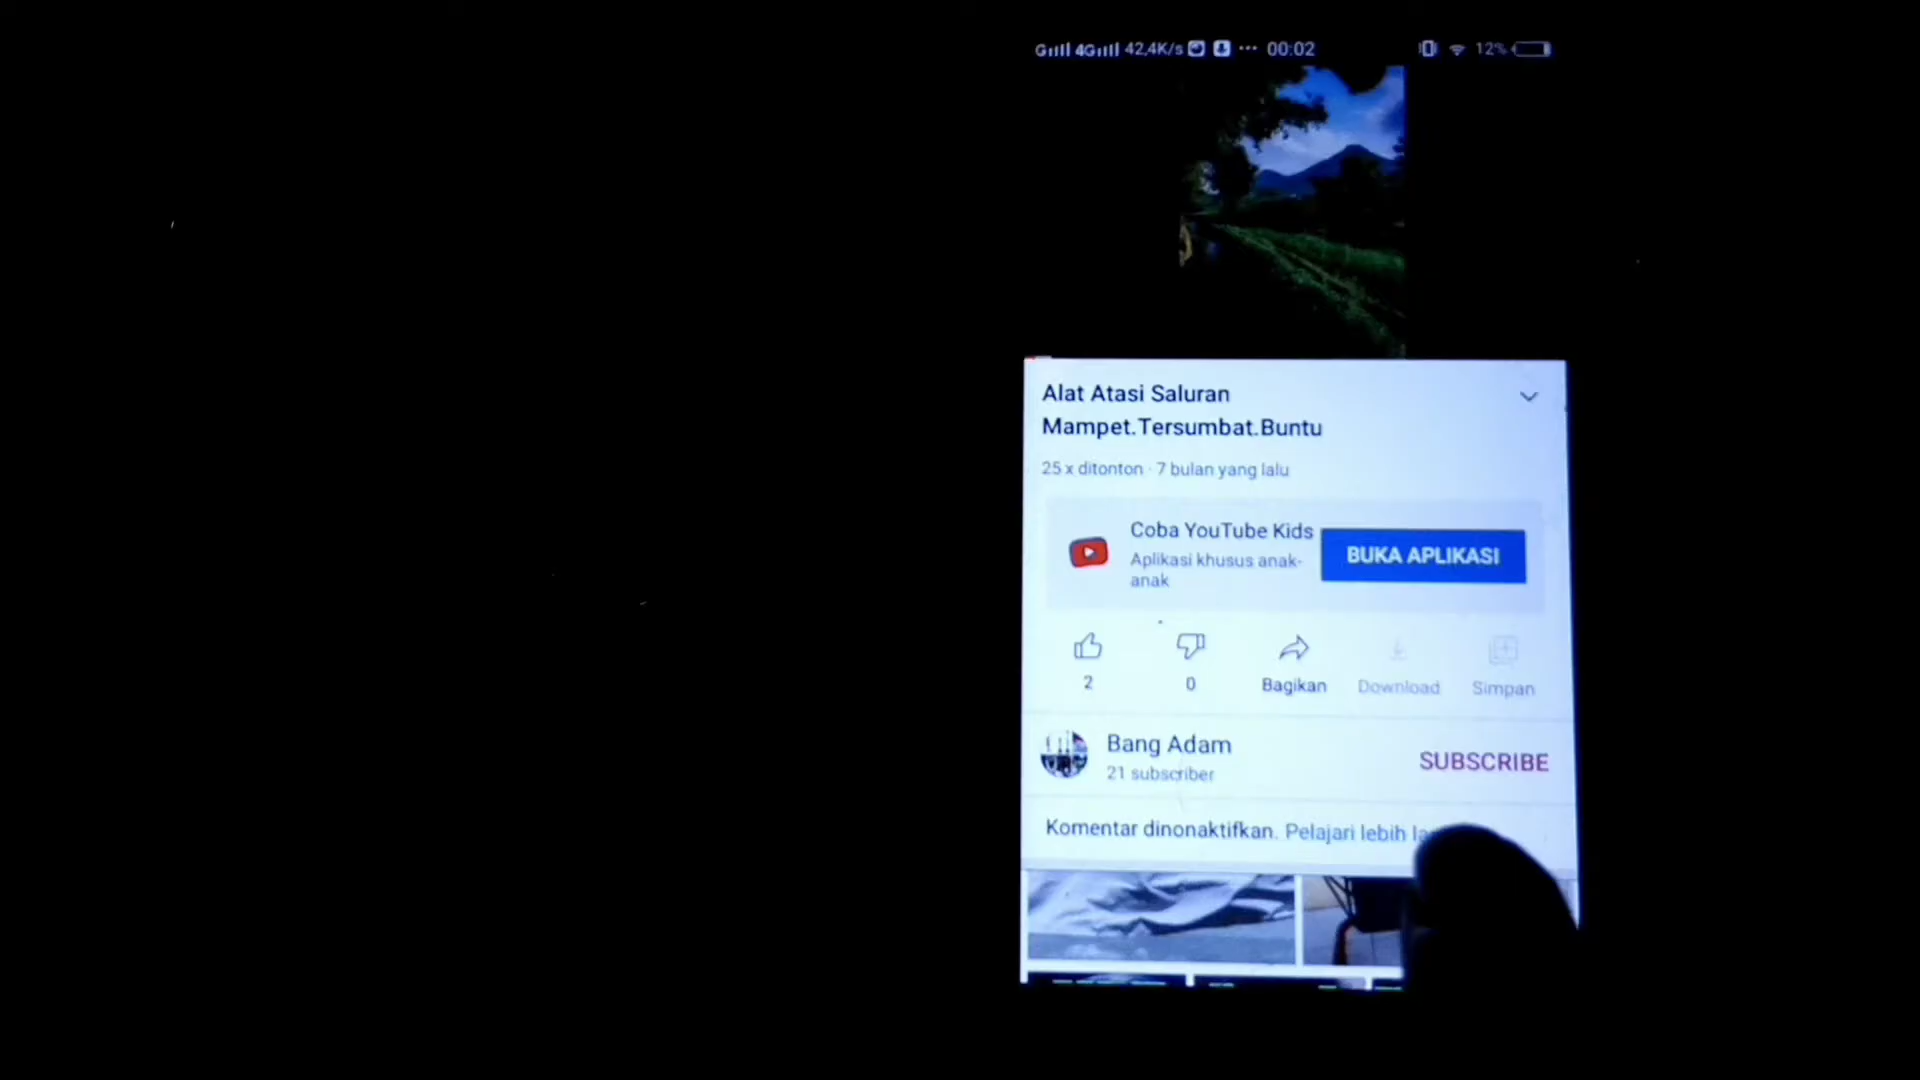 4G 42,4K/s ··· 00:02 12%
Alat Atasi Saluran
Mampet.Tersumbat.Buntu
25 x ditonton · 7 bulan yang lalu
Coba YouTube Kids
Aplikasi khusus anak-
anak
BUKA APLIKASI
2
0
Bagikan
Download
Simpan
Bang Adam
21 subscriber
SUBSCRIBE
Komentar dinonaktifkan. Pelajari lebih